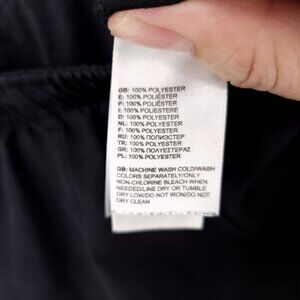 GB: 100% POLYESTER
E: 100% POLIÉSTER
P: 100% POLIÉSTER
I: 100% POLIESTERE
D: 100% POLYESTER
NL: 100% POLYESTER
F: 100% POLYESTER
RU: 100% ПОЛИЭСТЕР
TR: 100% POLYESTER
GR: 100% ΠΟΛΥΕΣΤΕΡΑΣ
PL: 100% POLYESTER
GB: MACHINE WASH COLD/WASH
COLORS SEPARATELY/ONLY
NON-CHLORINE BLEACH WHEN
NEEDED/LINE DRY OR TUMBLE
DRY LOW/DO NOT IRON/DO NOT
DRY CLEAN